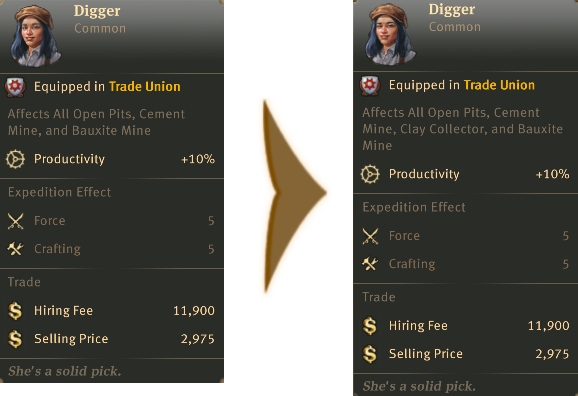 Digger
Common
Equipped in Trade Union
Affects All Open Pits, Cement
Mine, and Bauxite Mine
Productivity +10%
Expedition Effect
Force 5
Crafting 5
Trade
Hiring Fee 11,900
Selling Price 2,975
She's a solid pick.
Digger
Common
Equipped in Trade Union
Affects All Open Pits, Cement
Mine, Clay Collector, and Bauxite
Mine
Productivity +10%
Expedition Effect
Force 5
Crafting 5
Trade
Hiring Fee 11,900
Selling Price 2,975
She's a solid pick.